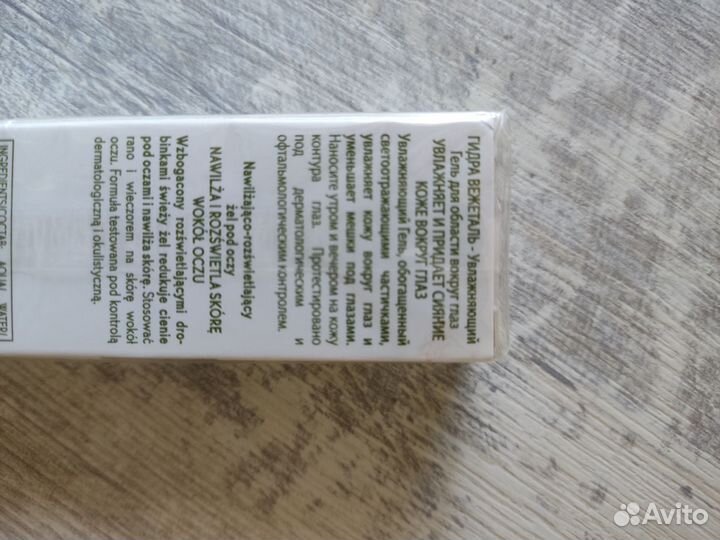 ГИДРА ВЕЖЕТАЛЬ - Увлажняющий
Гель для области вокруг глаз
УВЛАЖНЯЕТ И ПРИДАЕТ СИЯНИЕ
КОЖЕ ВОКРУГ ГЛАЗ
Увлажняющий Гель, обогащенный
светоотражающими частичками,
увлажняет кожу вокруг глаз и
уменьшает мешки под глазами.
Наносите утром и вечером на кожу
контура глаз. Протестировано
под дерматологическим и
офтальмологическим контролем.
Nawilżająco-rozświetlający
żel pod oczy
NAWILŻA I ROZŚWIETLA SKÓRĘ
WOKÓŁ OCZU
Wzbogacony rozświetlającymi dro-
binkami świeży żel redukuje cienie
pod oczami i nawilża skórę. Stosować
rano i wieczorem na skórę wokół
oczu. Formuła testowana pod kontrolą
dermatologiczną i okulistyczną.
INGREDIENTS/СОСТАВ: AQUA/ WATER/
Avito